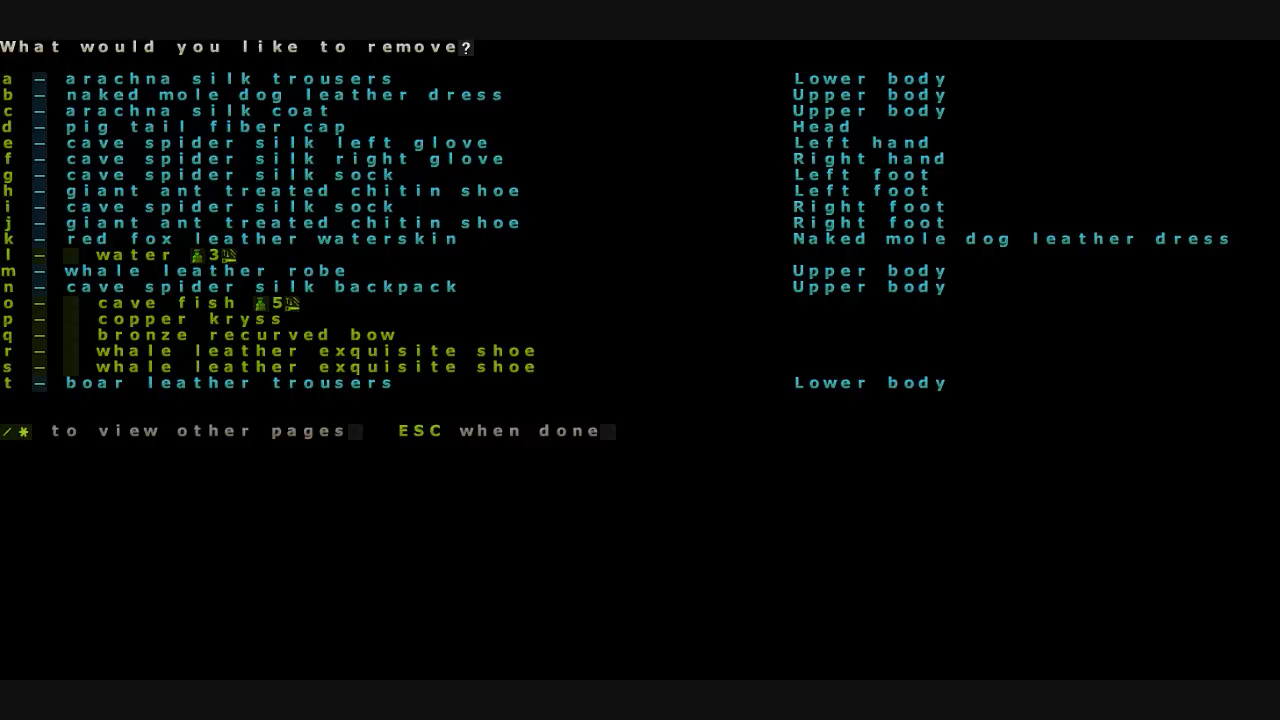 What would you like to remove?
a - arachna silk trousers Lower body
b - naked mole dog leather dress Upper body
c - arachna silk coat Upper body
d - pig tail fiber cap Head
e - cave spider silk left glove Left hand
f - cave spider silk right glove Right hand
g - cave spider silk sock Left foot
h - giant ant treated chitin shoe Left foot
i - cave spider silk sock Right foot
j - giant ant treated chitin shoe Right foot
k - red fox leather waterskin Naked mole dog leather dress
l - water 3
m - whale leather robe Upper body
n - cave spider silk backpack Upper body
o - cave fish 5
p - copper kryss
q - bronze recurved bow
r - whale leather exquisite shoe
s - whale leather exquisite shoe
t - boar leather trousers Lower body
/* to view other pages ESC when done